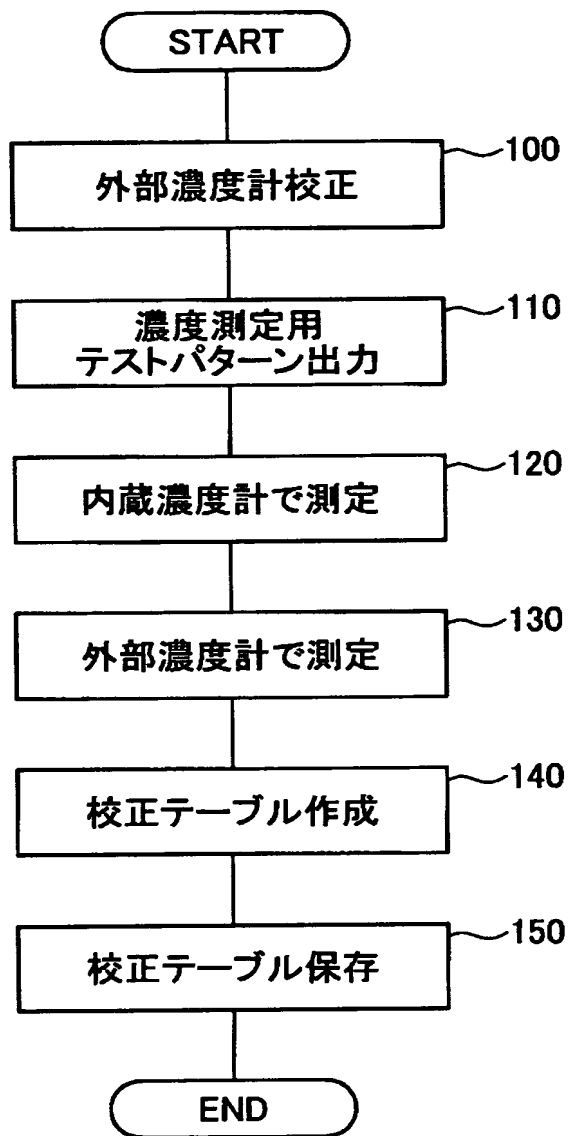 START
外部濃度計校正
100
濃度測定用
テストパターン出力
110
内蔵濃度計で測定
120
外部濃度計で測定
130
校正テーブル作成
140
校正テーブル保存
150
END